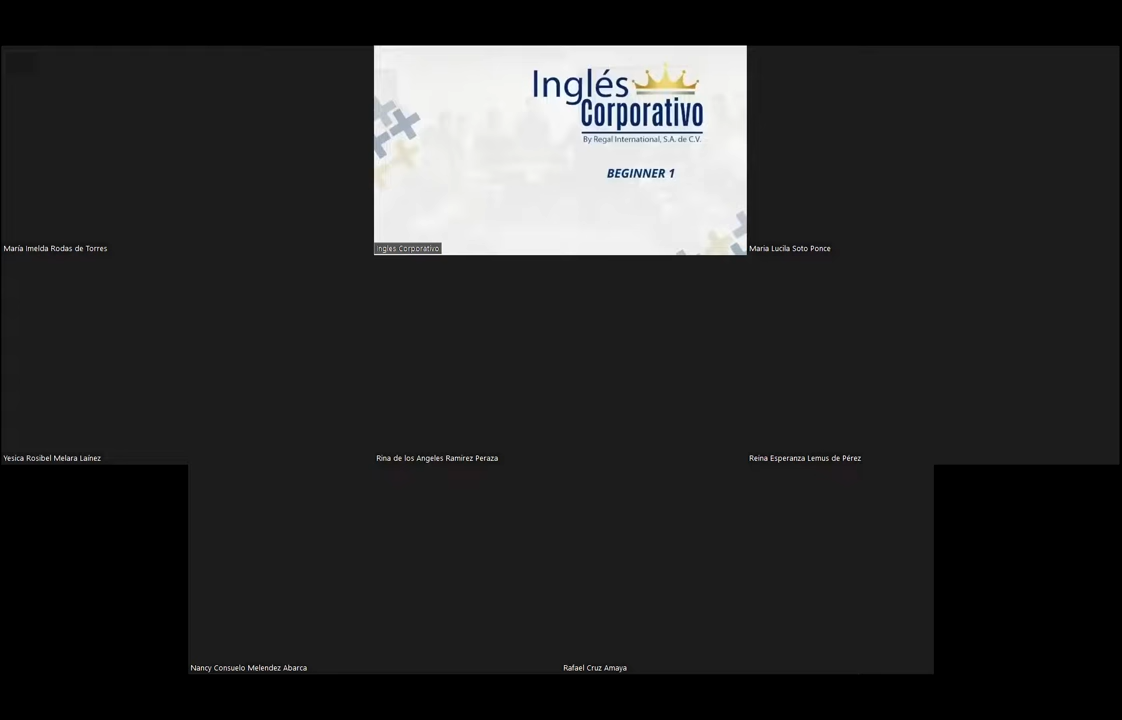 Inglés
Corporativo
By Regal International, S.A. de C.V.
BEGINNER 1
María Imelda Rodas de Torres
Ingles Corporativo
Maria Lucila Soto Ponce
Yesica Rosibel Melara Laínez
Rina de los Angeles Ramirez Peraza
Reina Esperanza Lemus de Pérez
Nancy Consuelo Melendez Abarca
Rafael Cruz Amaya